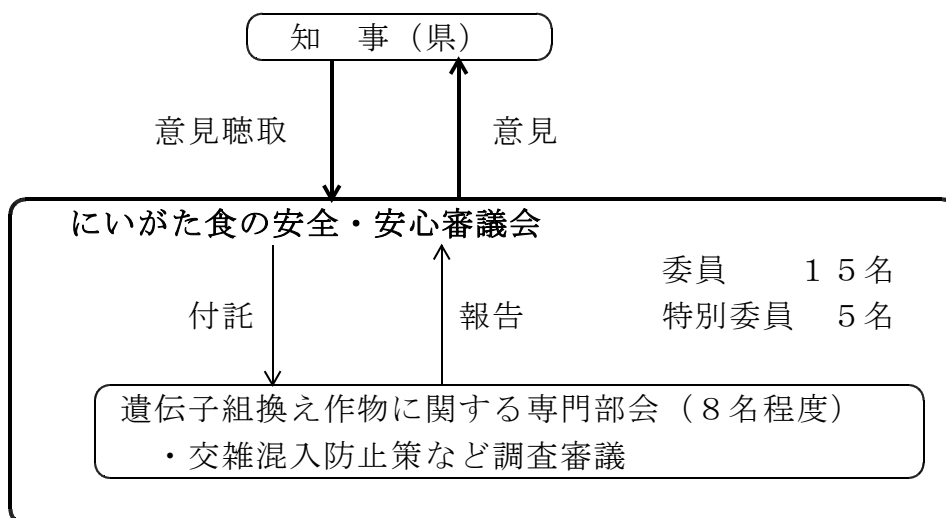 知　事（県）
意見聴取　意見
にいがた食の安全・安心審議会
委員　１５名
付託　報告　特別委員　５名
遺伝子組換え作物に関する専門部会（８名程度）
・交雑混入防止策など調査審議